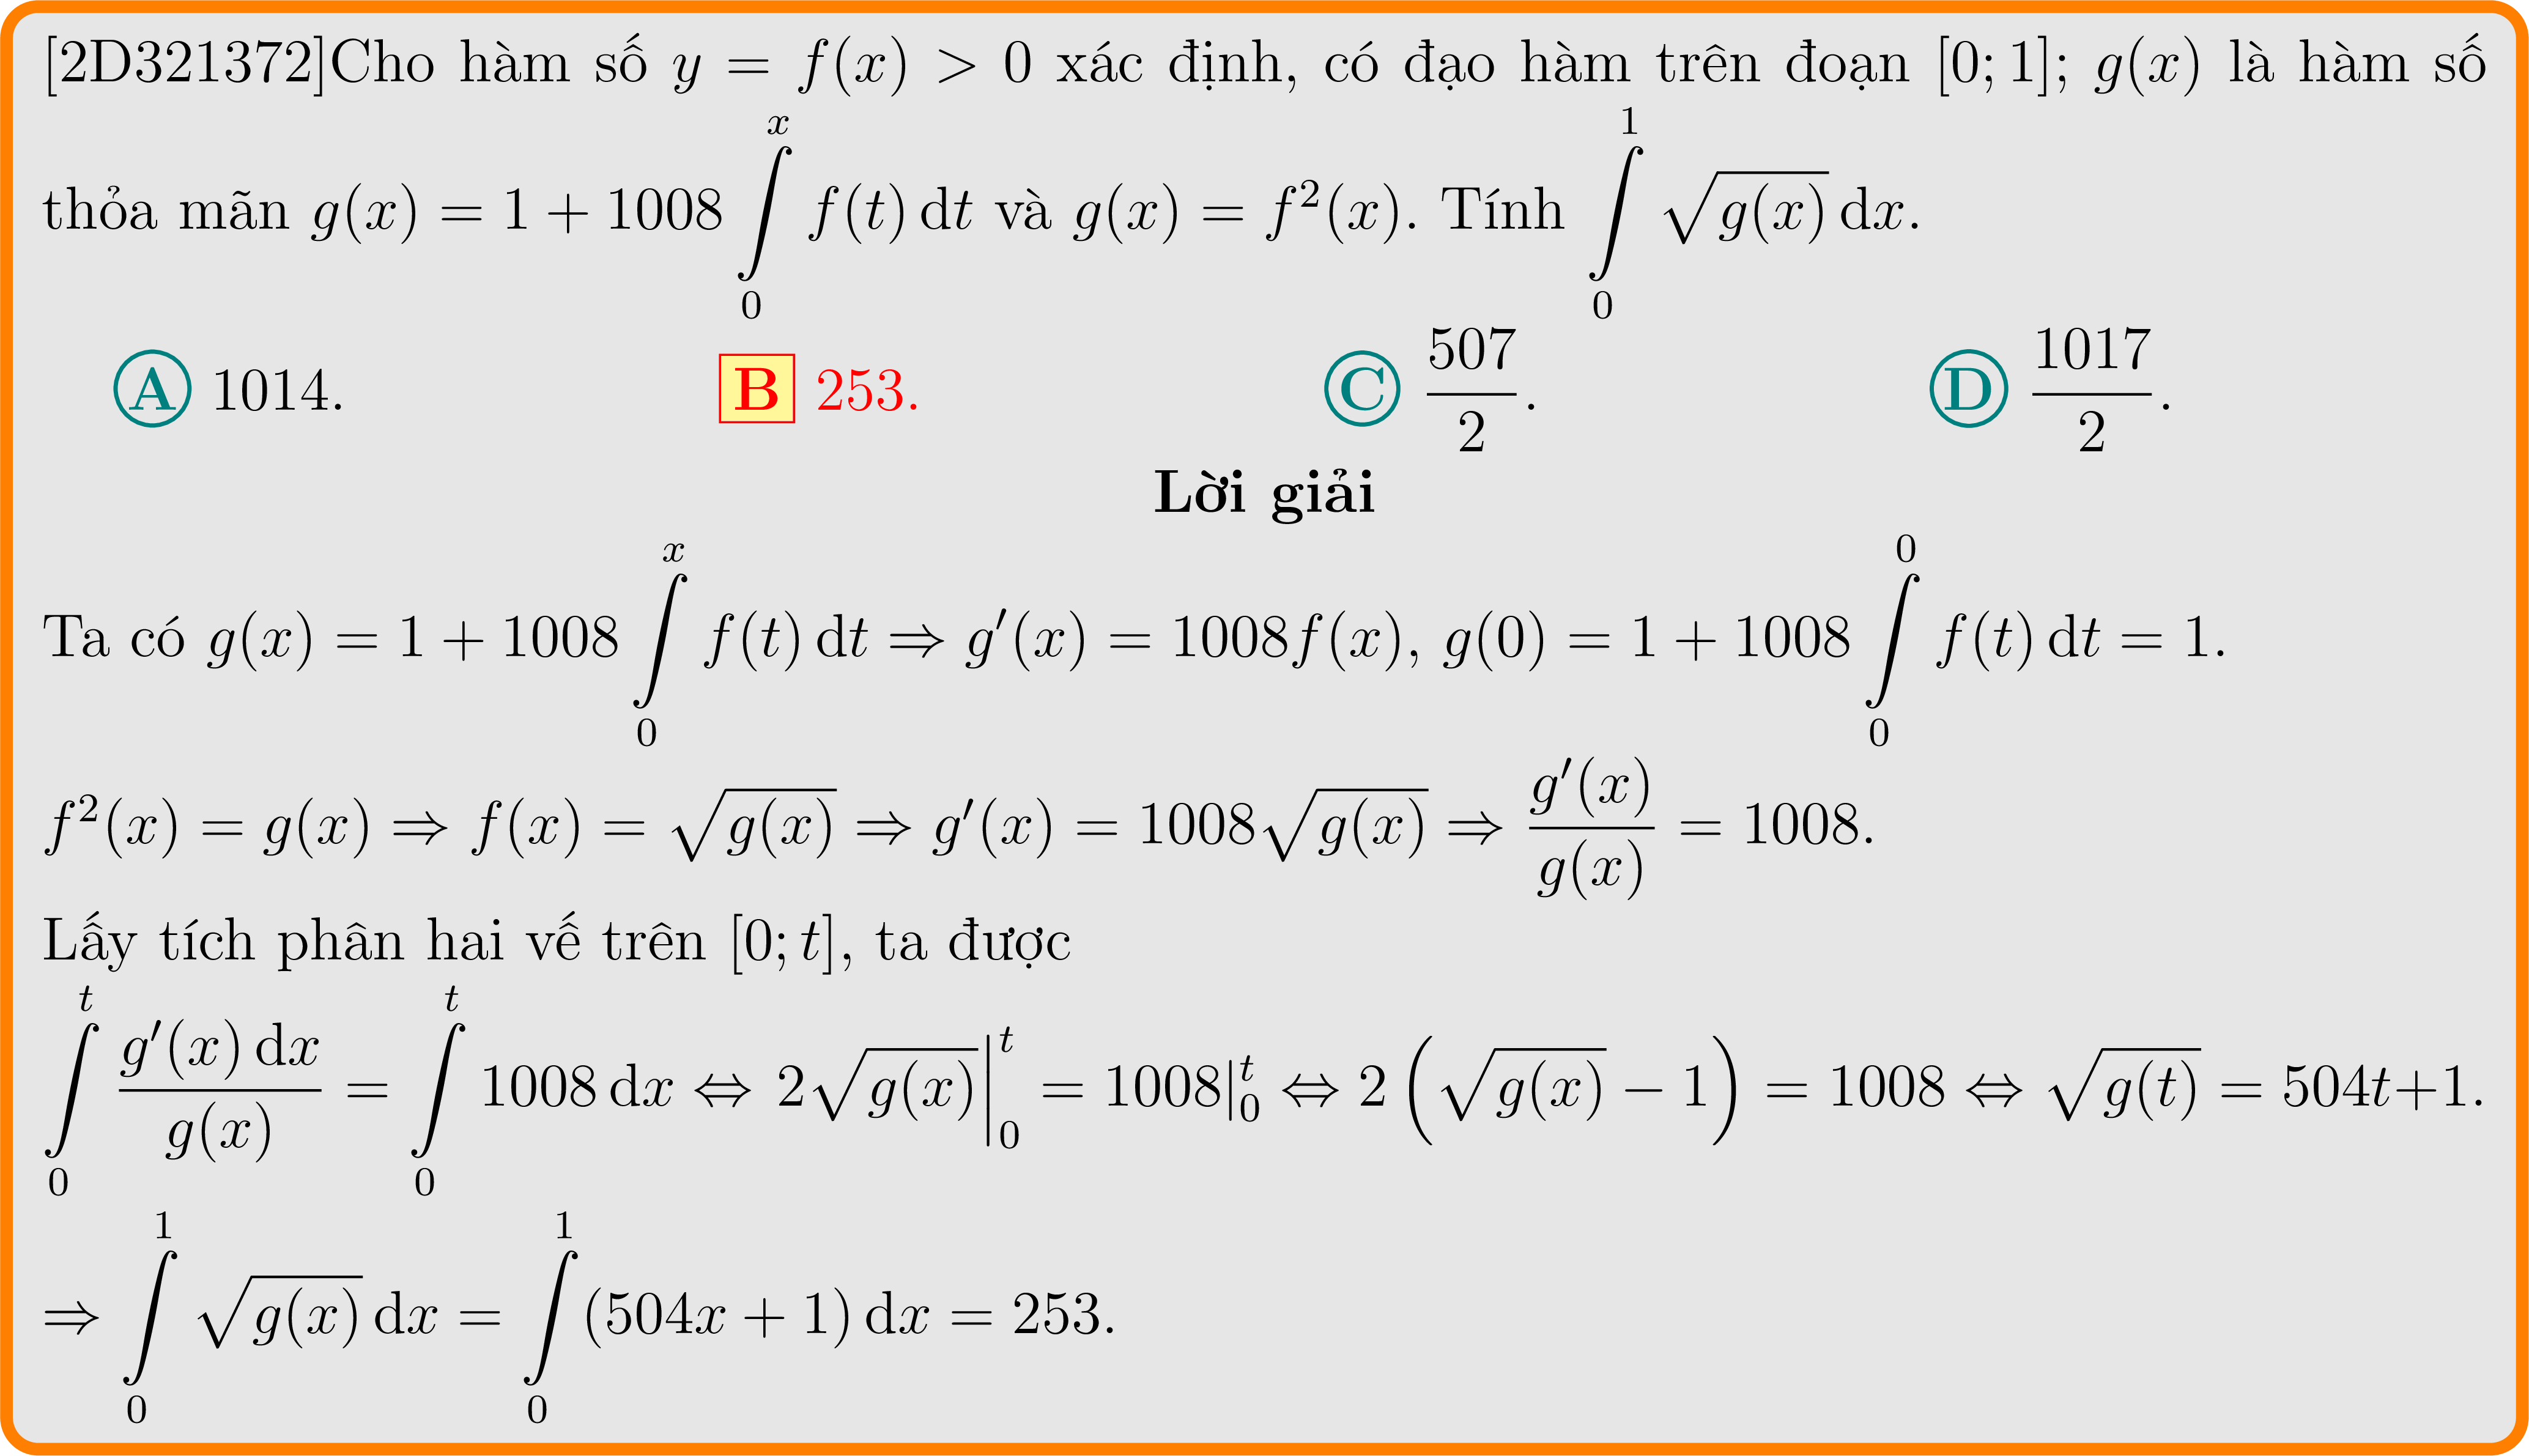 [2D321372]Cho hàm số $y = f(x) > 0$ xác định, có đạo hàm trên đoạn $[0; 1]$; $g(x)$ là hàm số
thỏa mãn $g(x) = 1 + 1008 \int\limits_0^x f(t)\,\mathrm{d}t$ và $g(x) = f^2(x)$. Tính $\int\limits_0^1 \sqrt{g(x)}\,\mathrm{d}x$.
A 1014. B 253. C $\frac{507}{2}$. D $\frac{1017}{2}$.
Lời giải
Ta có $g(x) = 1 + 1008 \int\limits_0^x f(t)\,\mathrm{d}t \Rightarrow g'(x) = 1008f(x)$, $g(0) = 1 + 1008 \int\limits_0^0 f(t)\,\mathrm{d}t = 1$.
$f^2(x) = g(x) \Rightarrow f(x) = \sqrt{g(x)} \Rightarrow g'(x) = 1008\sqrt{g(x)} \Rightarrow \frac{g'(x)}{g(x)} = 1008$.
Lấy tích phân hai vế trên $[0; t]$, ta được
$\int\limits_0^t \frac{g'(x)\,\mathrm{d}x}{g(x)} = \int\limits_0^t 1008\,\mathrm{d}x \Leftrightarrow 2\sqrt{g(x)}\Big|_0^t = 1008|_0^t \Leftrightarrow 2\left(\sqrt{g(x)} - 1\right) = 1008 \Leftrightarrow \sqrt{g(t)} = 504t+1$.
$\Rightarrow \int\limits_0^1 \sqrt{g(x)}\,\mathrm{d}x = \int\limits_0^1 (504x + 1)\,\mathrm{d}x = 253$.